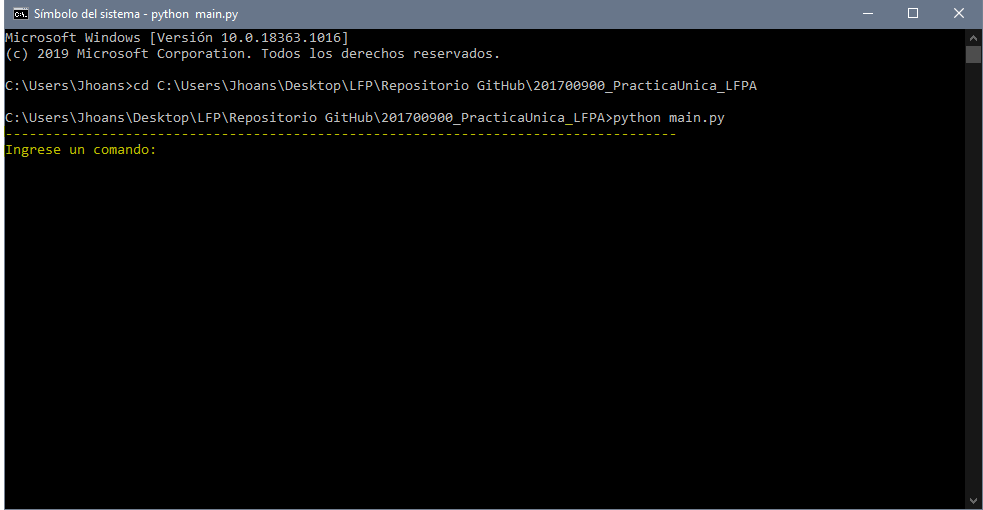 Símbolo del sistema - python  main.py
Microsoft Windows [Versión 10.0.18363.1016]
(c) 2019 Microsoft Corporation. Todos los derechos reservados.
C:\Users\Jhoans>cd C:\Users\Jhoans\Desktop\LFP\Repositorio GitHub\201700900_PracticaUnica_LFPA
C:\Users\Jhoans\Desktop\LFP\Repositorio GitHub\201700900_PracticaUnica_LFPA>python main.py
------------------------------------------------------------------------------------
Ingrese un comando: